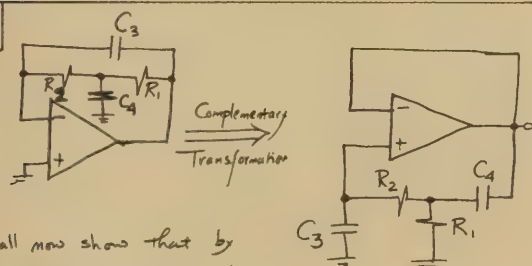 C3
R2 R1
C4
−
+
Complementary
Transformation
−
+
R2 C4
C3 R1
all now show that by